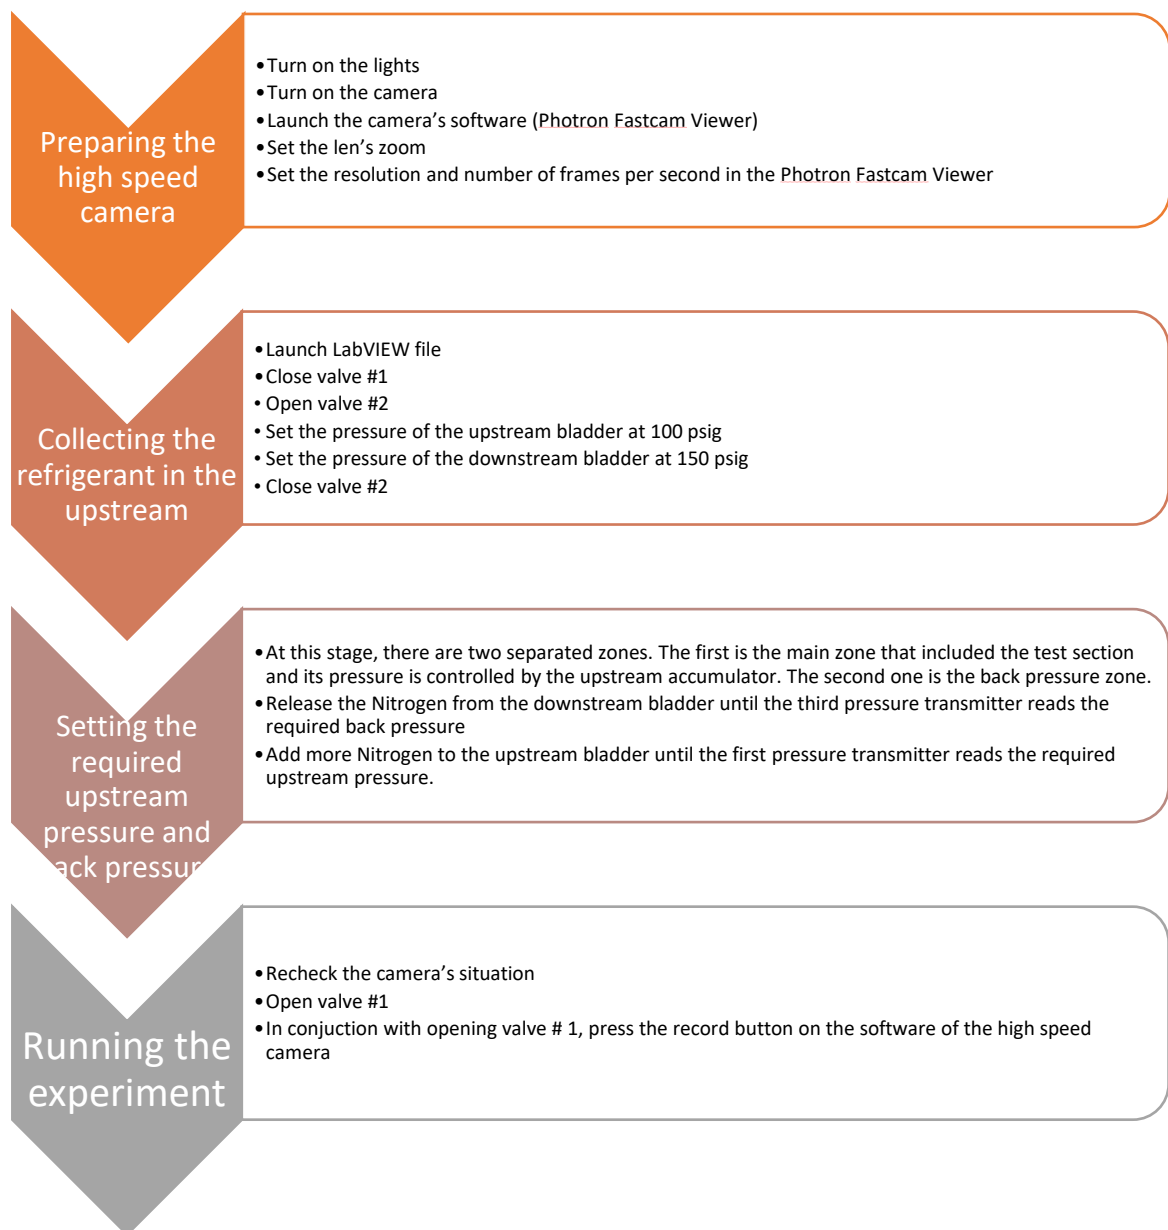 Preparing the
high speed
camera
•Turn on the lights
•Turn on the camera
•Launch the camera's software (Photron Fastcam Viewer)
•Set the len's zoom
•Set the resolution and number of frames per second in the Photron Fastcam Viewer
Collecting the
refrigerant in the
upstream
•Launch LabVIEW file
•Close valve #1
• Open valve #2
• Set the pressure of the upstream bladder at 100 psig
• Set the pressure of the downstream bladder at 150 psig
• Close valve #2
Setting the
required
upstream
pressure and
ack pressur
•At this stage, there are two separated zones. The first is the main zone that included the test section
and its pressure is controlled by the upstream accumulator. The second one is the back pressure zone.
•Release the Nitrogen from the downstream bladder until the third pressure transmitter reads the
required back pressure
•Add more Nitrogen to the upstream bladder until the first pressure transmitter reads the required
upstream pressure.
Running the
experiment
•Recheck the camera's situation
•Open valve #1
•In conjuction with opening valve # 1, press the record button on the software of the high speed
camera